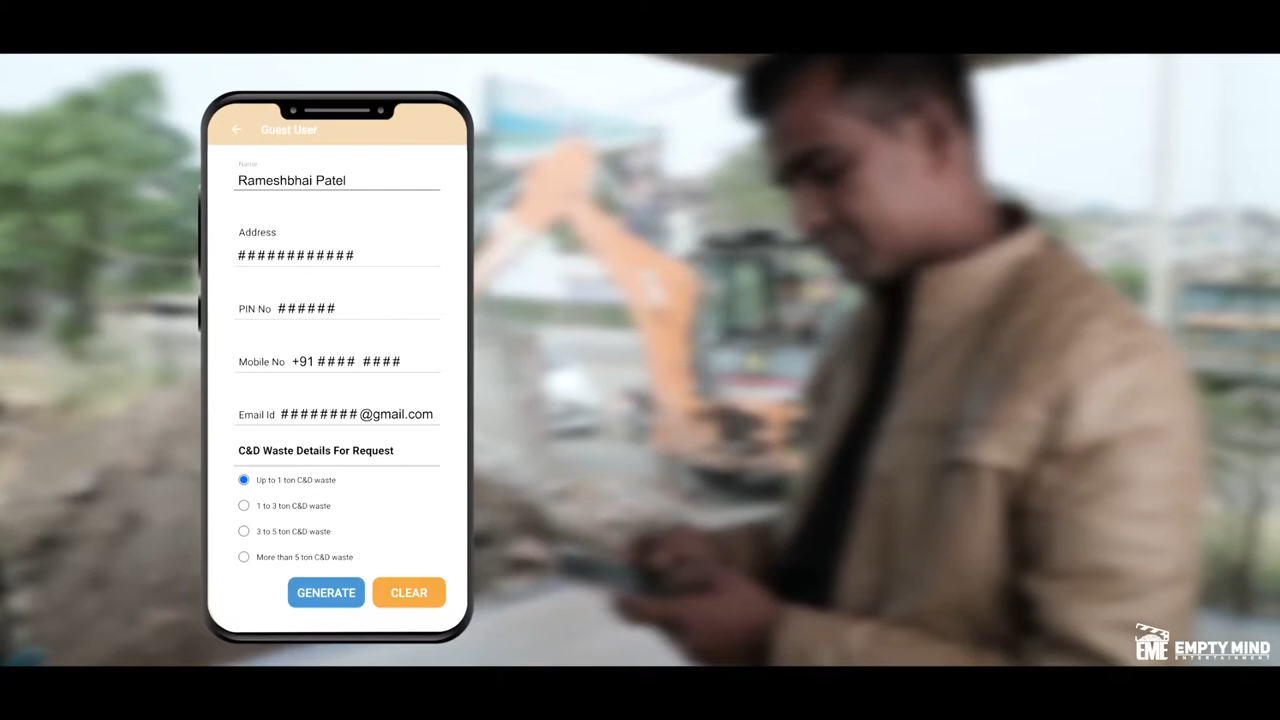 Guest User
Name
Rameshbhai Patel
Address
############
PIN No ######
Mobile No +91 #### ####
Email Id ########@gmail.com
C&D Waste Details For Request
Up to 1 ton C&D waste
1 to 3 ton C&D waste
3 to 5 ton C&D waste
More than 5 ton C&D waste
GENERATE CLEAR
EME EMPTY MIND
ENTERTAINMENT